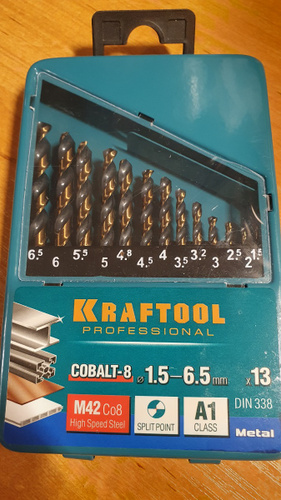 6.5 6 5.5 5 4.8 4.5 4 3.5 3.2 3 2.5 2 1.5
KRAFTOOL
PROFESSIONAL
COBALT-8 ø 1.5–6.5 mm x 13
M42 Co8
High Speed Steel
SPLIT POINT
A1
CLASS
DIN 338
Metal